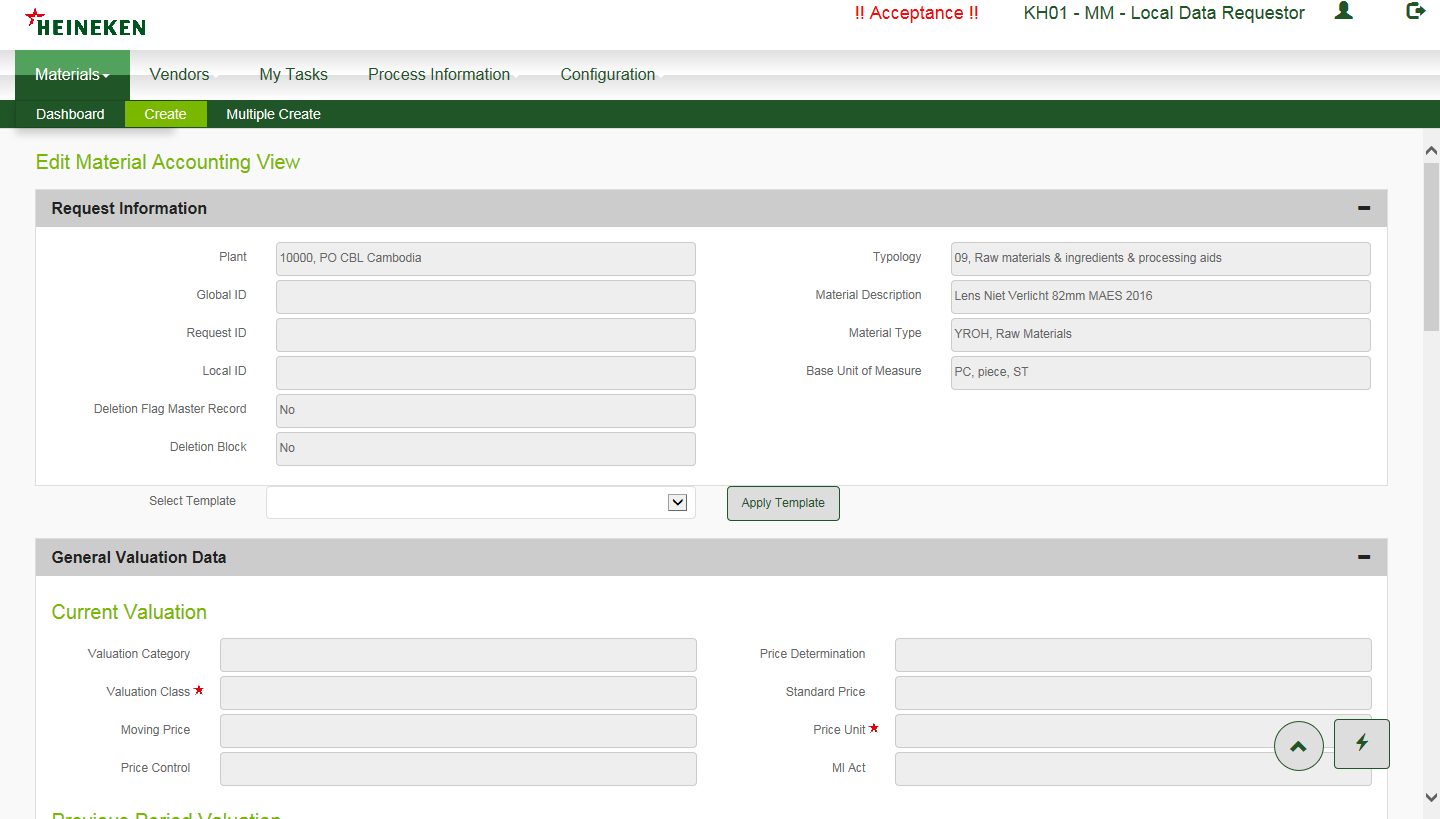 HEINEKEN
!! Acceptance !!
KH01 - MM - Local Data Requestor
Materials
Vendors
My Tasks
Process Information
Configuration
Dashboard
Create
Multiple Create
Edit Material Accounting View
Request Information
Plant
10000, PO CBL Cambodia
Typology
09, Raw materials & ingredients & processing aids
Global ID
Material Description
Lens Niet Verlicht 82mm MAES 2016
Request ID
Material Type
YROH, Raw Materials
Local ID
Base Unit of Measure
PC, piece, ST
Deletion Flag Master Record
No
Deletion Block
No
Select Template
Apply Template
General Valuation Data
Current Valuation
Valuation Category
Price Determination
Valuation Class
Standard Price
Moving Price
Price Unit
Price Control
MI Act
Previous Period Valuation